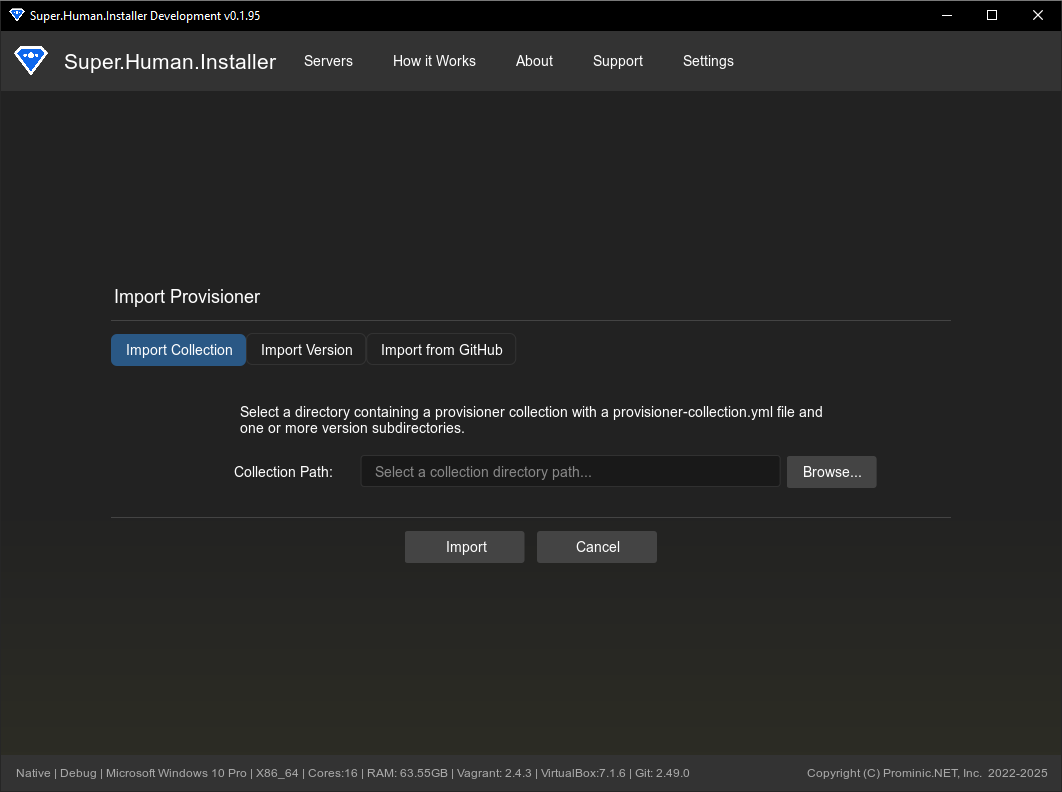 Super.Human.Installer Development v0.1.95
Super.Human.Installer Servers How it Works About Support Settings
Import Provisioner
Import Collection Import Version Import from GitHub
Select a directory containing a provisioner collection with a provisioner-collection.yml file and
one or more version subdirectories.
Collection Path: Select a collection directory path... Browse...
Import Cancel
Native | Debug | Microsoft Windows 10 Pro | X86_64 | Cores:16 | RAM: 63.55GB | Vagrant: 2.4.3 | VirtualBox:7.1.6 | Git: 2.49.0 Copyright (C) Prominic.NET, Inc. 2022-2025